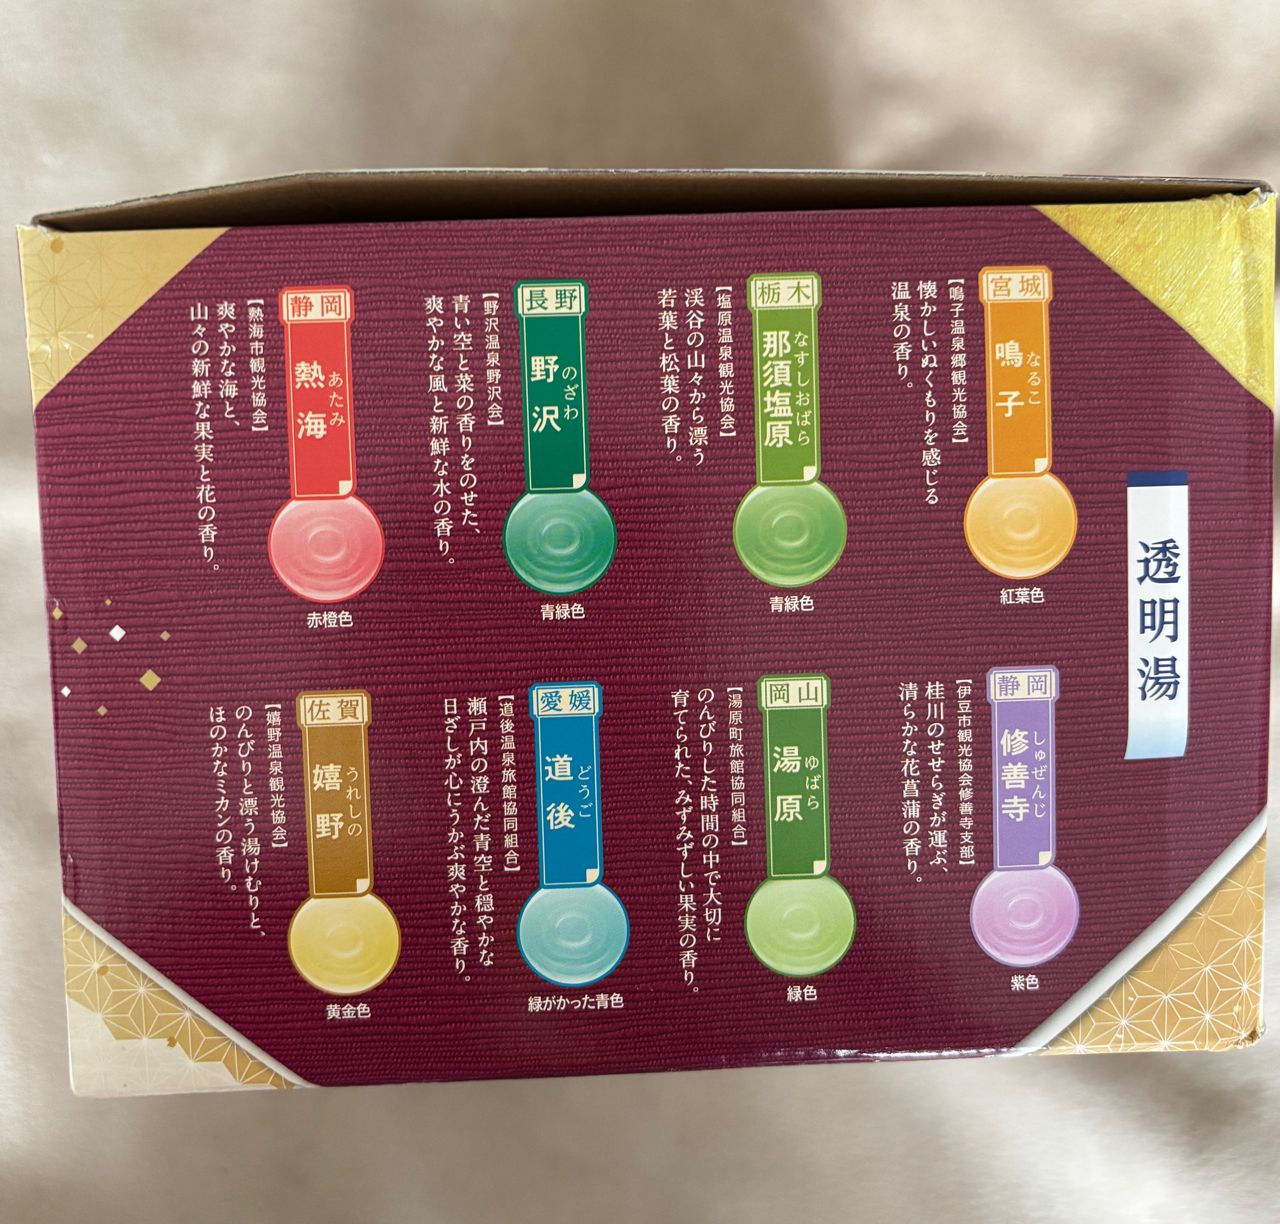 透明湯
宮城
鳴子
なるこ
【鳴子温泉郷観光協会】
懐かしいぬくもりを感じる
温泉の香り。
紅葉色
栃木
那須塩原
なすしおばら
【塩原温泉観光協会】
渓谷の山々から漂う
若葉と松葉の香り。
青緑色
長野
野沢
のざわ
【野沢温泉野沢会】
青い空と菜の香りをのせた、
爽やかな風と新鮮な水の香り。
青緑色
静岡
熱海
あたみ
【熱海市観光協会】
爽やかな海と、
山々の新鮮な果実と花の香り。
赤橙色
静岡
修善寺
しゅぜんじ
【伊豆市観光協会修善寺支部】
桂川のせせらぎが運ぶ、
清らかな花菖蒲の香り。
紫色
岡山
湯原
ゆばら
【湯原町旅館協同組合】
のんびりした時間の中で大切に
育てられた、みずみずしい果実の香り。
緑色
愛媛
道後
どうご
【道後温泉旅館協同組合】
瀬戸内の澄んだ青空と穏やかな
日ざしが心にうかぶ爽やかな香り。
緑がかった青色
佐賀
嬉野
うれしの
【嬉野温泉観光協会】
のんびりと漂う湯けむりと、
ほのかなミカンの香り。
黄金色